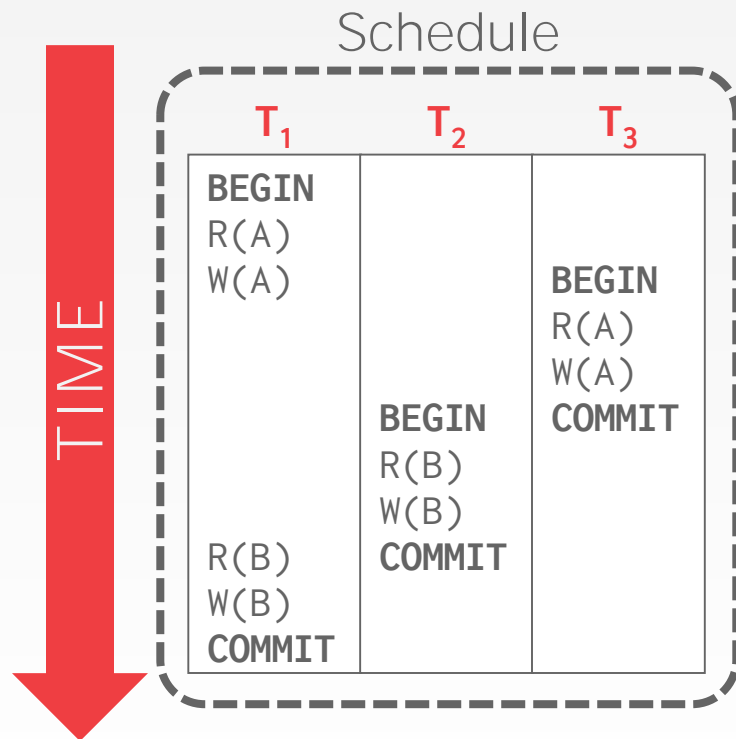 Schedule
TIME
T₁ T₂ T₃
BEGIN
R(A)
W(A) BEGIN
R(A)
W(A)
BEGIN COMMIT
R(B)
W(B)
R(B) COMMIT
W(B)
COMMIT